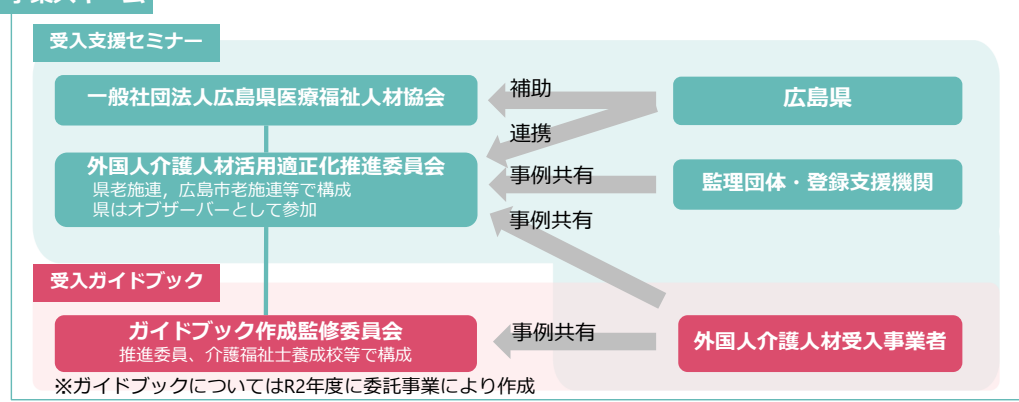 受入支援セミナー
一般社団法人広島県医療福祉人材協会
補助
広島県
連携
外国人介護人材活用適正化推進委員会
県老施連，広島市老施連等で構成
県はオブザーバーとして参加
事例共有
監理団体・登録支援機関
事例共有
受入ガイドブック
ガイドブック作成監修委員会
推進委員、介護福祉士養成校等で構成
事例共有
外国人介護人材受入事業者
※ガイドブックについてはR2年度に委託事業により作成